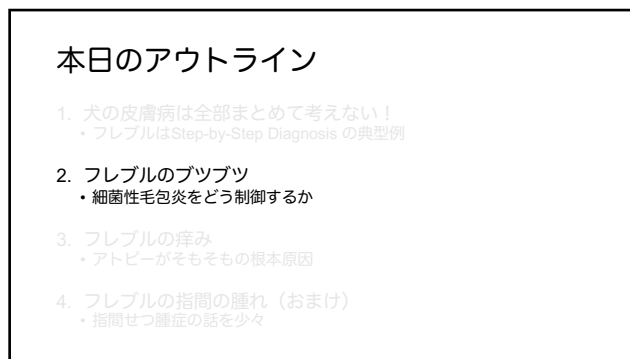 本日のアウトライン
1. 犬の皮膚病は全部まとめて考えない！
• フレブルはStep-by-Step Diagnosis の典型例
2. フレブルのブツブツ
• 細菌性毛包炎をどう制御するか
3. フレブルの痒み
• アトピーがそもそもの根本原因
4. フレブルの指間の腫れ（おまけ）
• 指間せつ腫症の話を少々